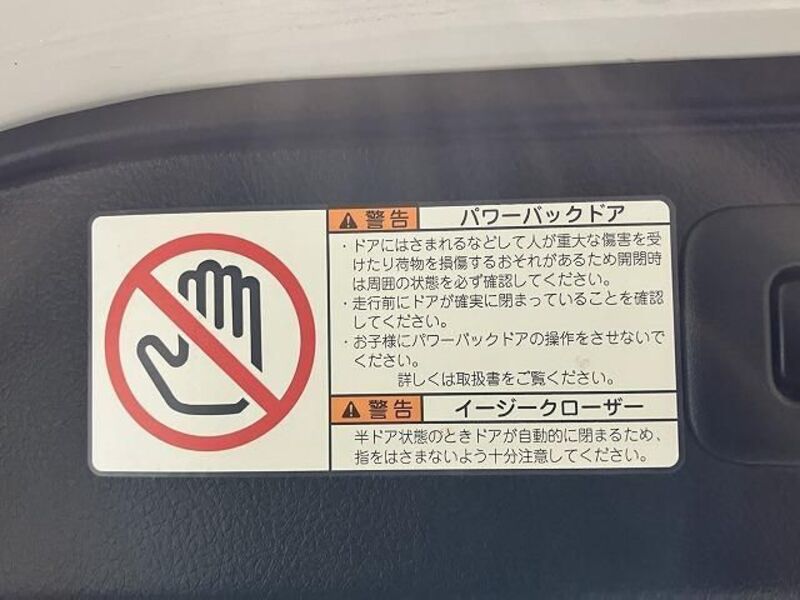 警告 パワーバックドア
・ドアにはさまれるなどして人が重大な傷害を受
けたり荷物を損傷するおそれがあるため開閉時
は周囲の状態を必ず確認してください。
・走行前にドアが確実に閉まっていることを確認
してください。
・お子様にパワーバックドアの操作をさせないで
ください。
詳しくは取扱書をご覧ください。
警告 イージークローザー
半ドア状態のときドアが自動的に閉まるため、
指をはさまないよう十分注意してください。